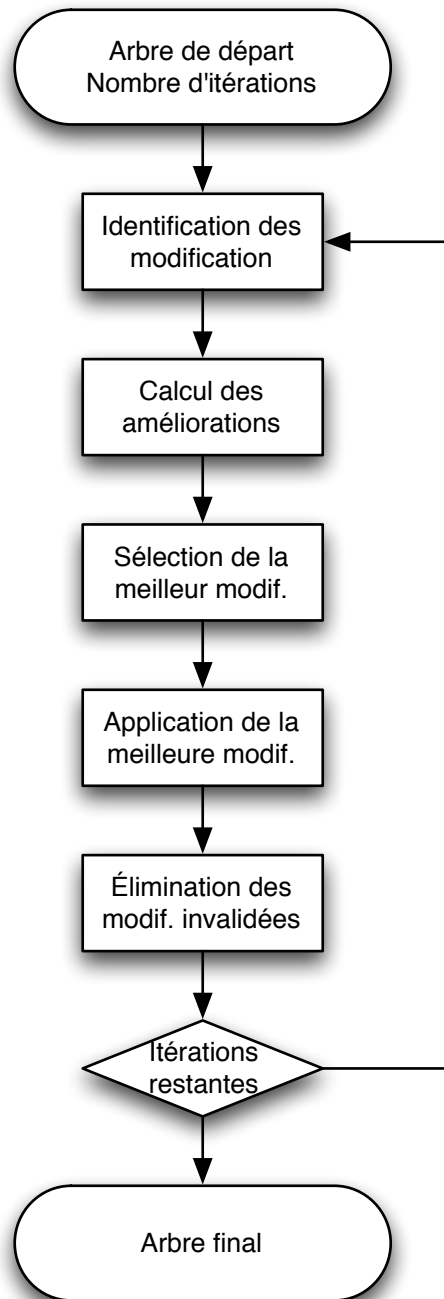 Arbre de départ
Nombre d'itérations
Identification des
modification
Calcul des
améliorations
Sélection de la
meilleur modif.
Application de la
meilleure modif.
Élimination des
modif. invalidées
Itérations
restantes
Arbre final